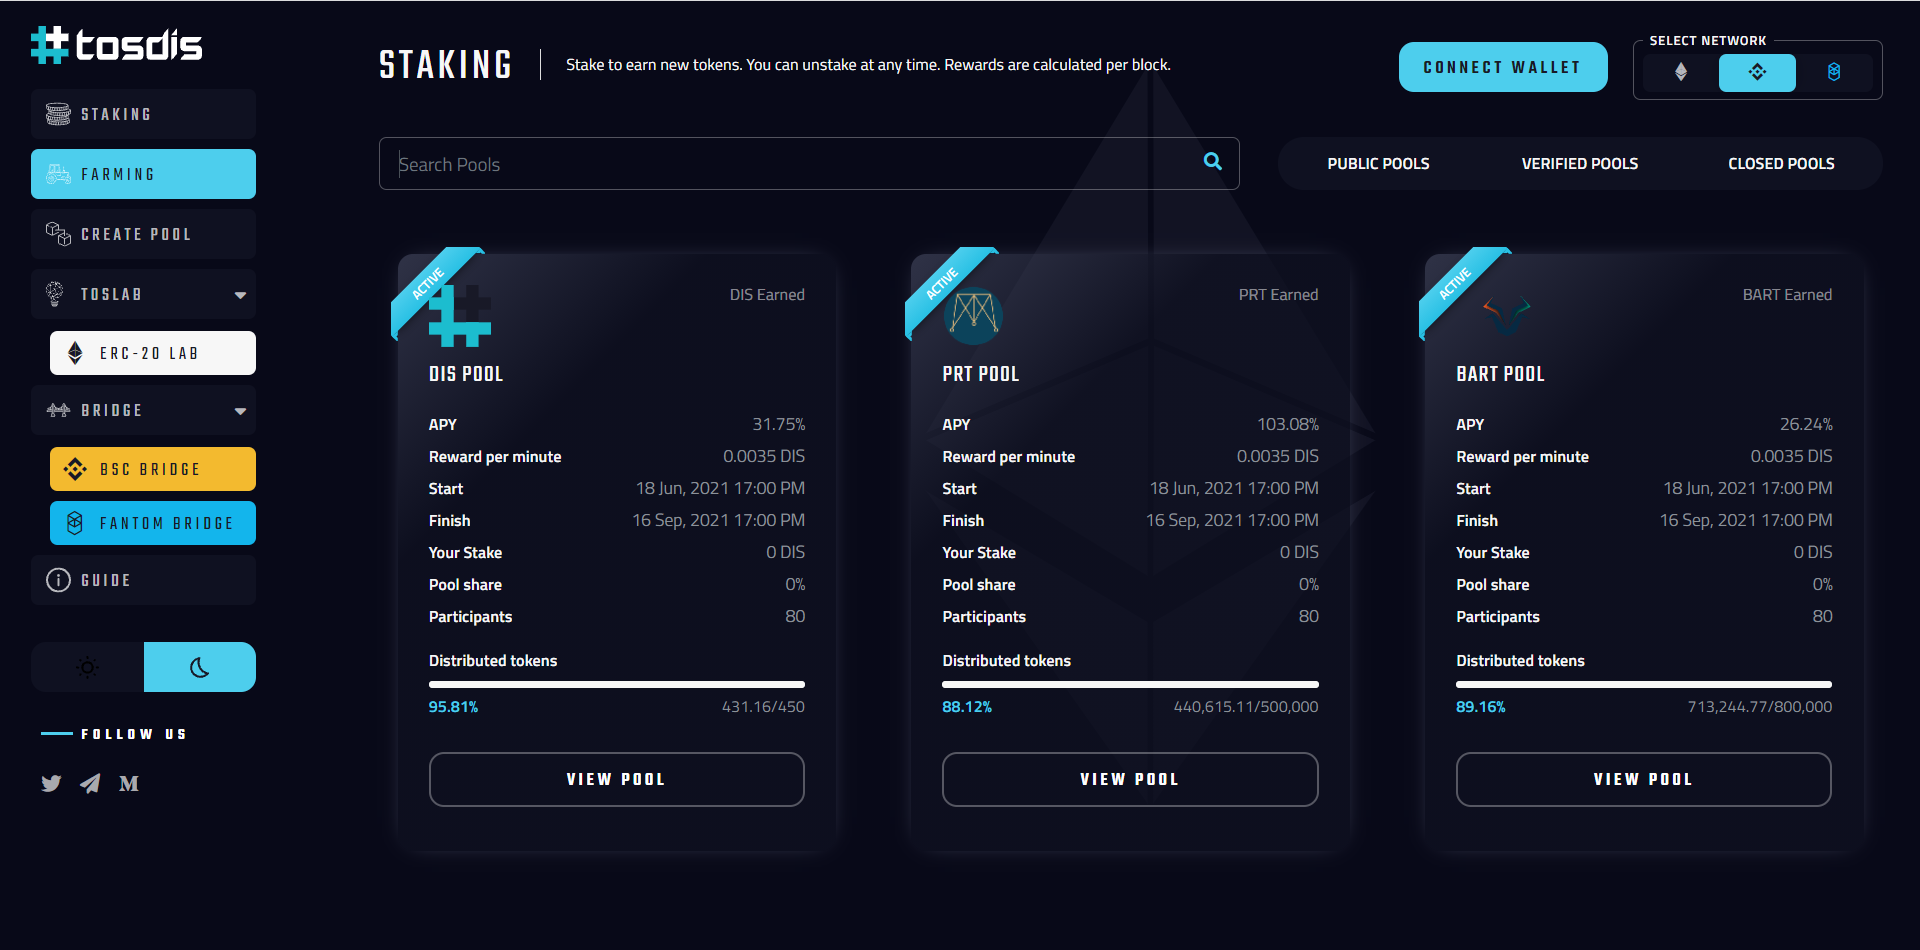 tosdis
STAKING
FARMING
CREATE POOL
TOSLAB
ERC-20 LAB
BRIDGE
BSC BRIDGE
FANTOM BRIDGE
GUIDE
FOLLOW US
STAKING
Stake to earn new tokens. You can unstake at any time. Rewards are calculated per block.
CONNECT WALLET
SELECT NETWORK
Search Pools
PUBLIC POOLS VERIFIED POOLS CLOSED POOLS
ACTIVE
DIS Earned
DIS POOL
APY 31.75%
Reward per minute 0.0035 DIS
Start 18 Jun, 2021 17:00 PM
Finish 16 Sep, 2021 17:00 PM
Your Stake 0 DIS
Pool share 0%
Participants 80
Distributed tokens
95.81% 431.16/450
VIEW POOL
ACTIVE
PRT Earned
PRT POOL
APY 103.08%
Reward per minute 0.0035 DIS
Start 18 Jun, 2021 17:00 PM
Finish 16 Sep, 2021 17:00 PM
Your Stake 0 DIS
Pool share 0%
Participants 80
Distributed tokens
88.12% 440,615.11/500,000
VIEW POOL
ACTIVE
BART Earned
BART POOL
APY 26.24%
Reward per minute 0.0035 DIS
Start 18 Jun, 2021 17:00 PM
Finish 16 Sep, 2021 17:00 PM
Your Stake 0 DIS
Pool share 0%
Participants 80
Distributed tokens
89.16% 713,244.77/800,000
VIEW POOL